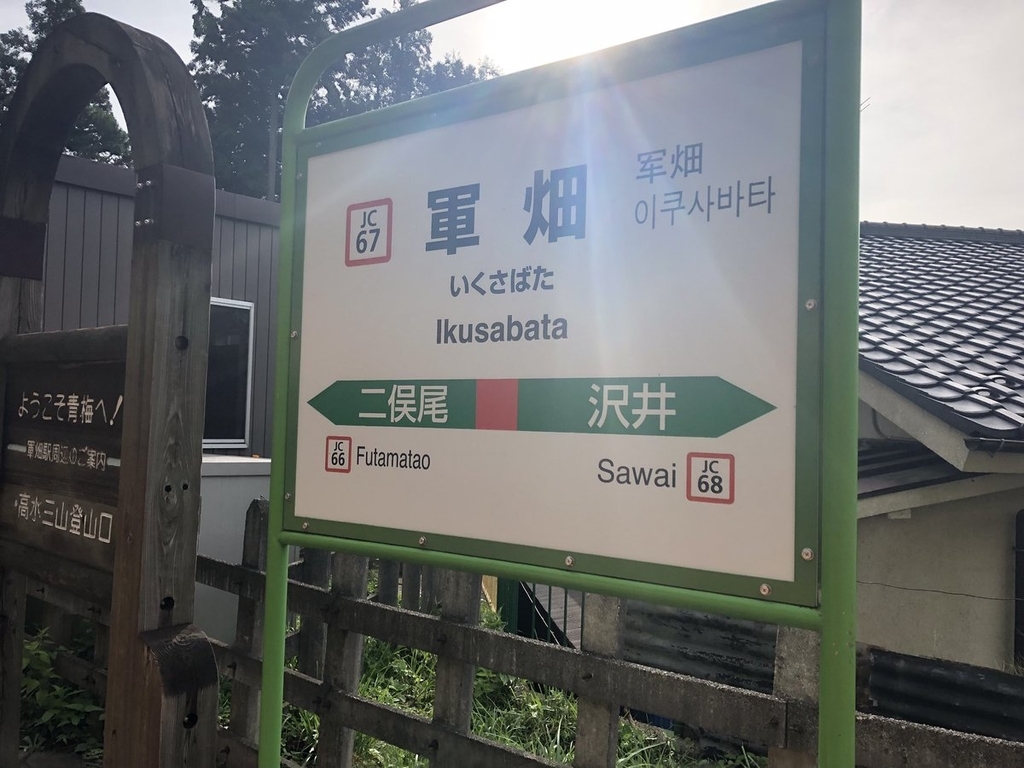 ようこそ青梅へ!
軍畑駅周辺のご案内
・高水三山登山口
JC
67
軍畑
军畑
이쿠사바타
いくさばた
Ikusabata
二俣尾 沢井
JC
66
Futamatao
Sawai
JC
68